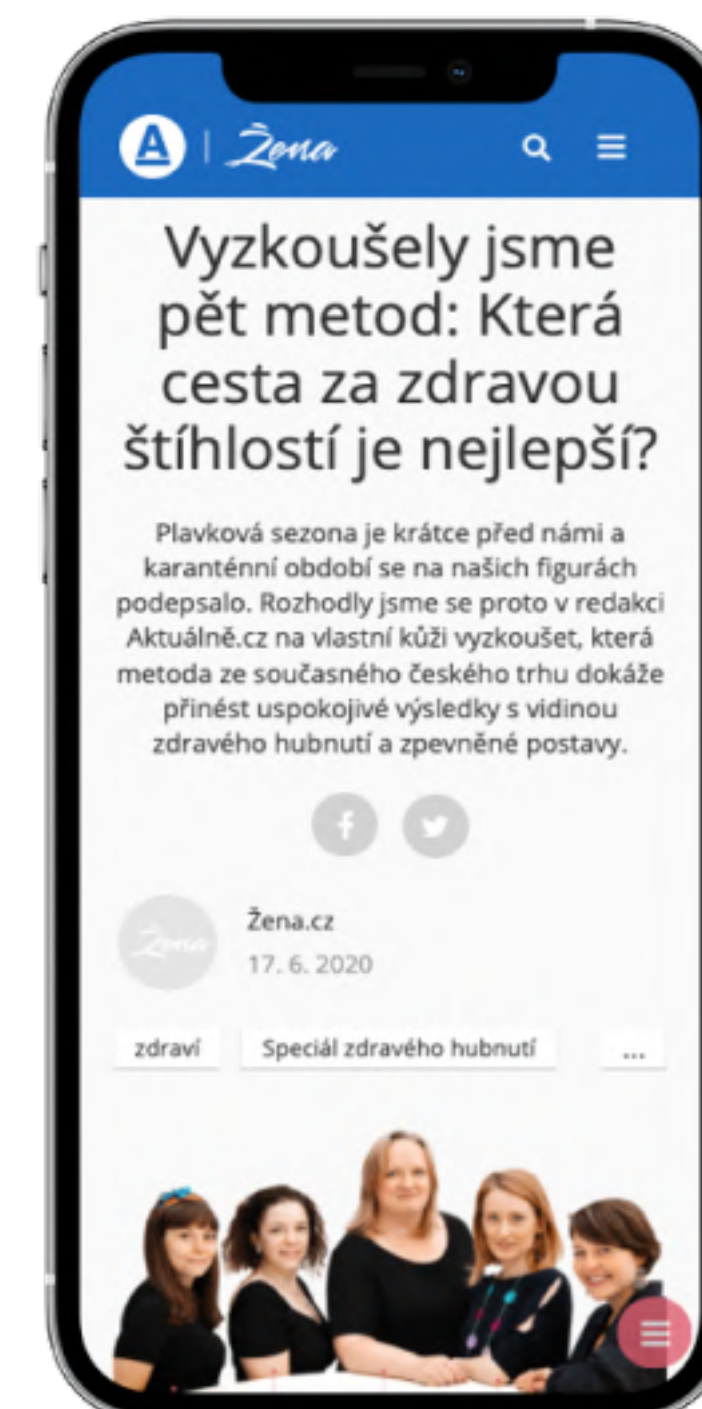 A | Žena
Vyzkoušely jsme
pět metod: Která
cesta za zdravou
štíhlostí je nejlepší?
Plavková sezona je krátce před námi a
karanténní období se na našich figurách
podepsalo. Rozhodly jsme se proto v redakci
Aktuálně.cz na vlastní kůži vyzkoušet, která
metoda ze současného českého trhu dokáže
přinést uspokojivé výsledky s vidinou
zdravého hubnutí a zpevněné postavy.
Žena
Žena.cz
17. 6. 2020
zdraví Speciál zdravého hubnutí ...